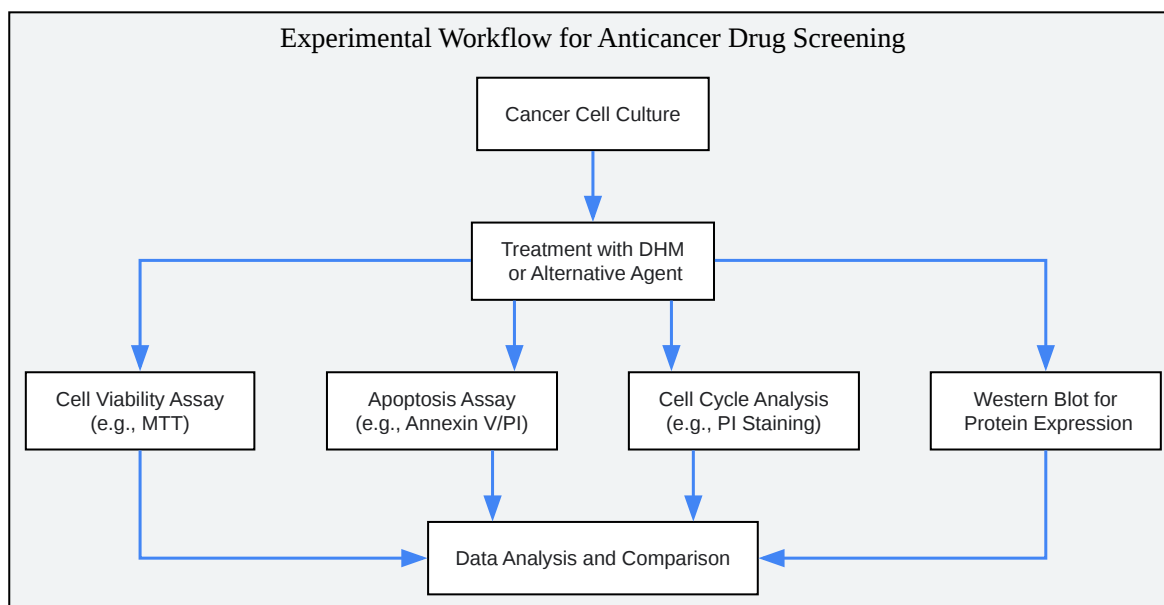 Experimental Workflow for Anticancer Drug Screening
Cancer Cell Culture
Treatment with DHM
or Alternative Agent
Cell Viability Assay
(e.g., MTT)
Apoptosis Assay
(e.g., Annexin V/PI)
Cell Cycle Analysis
(e.g., PI Staining)
Western Blot for
Protein Expression
Data Analysis and Comparison